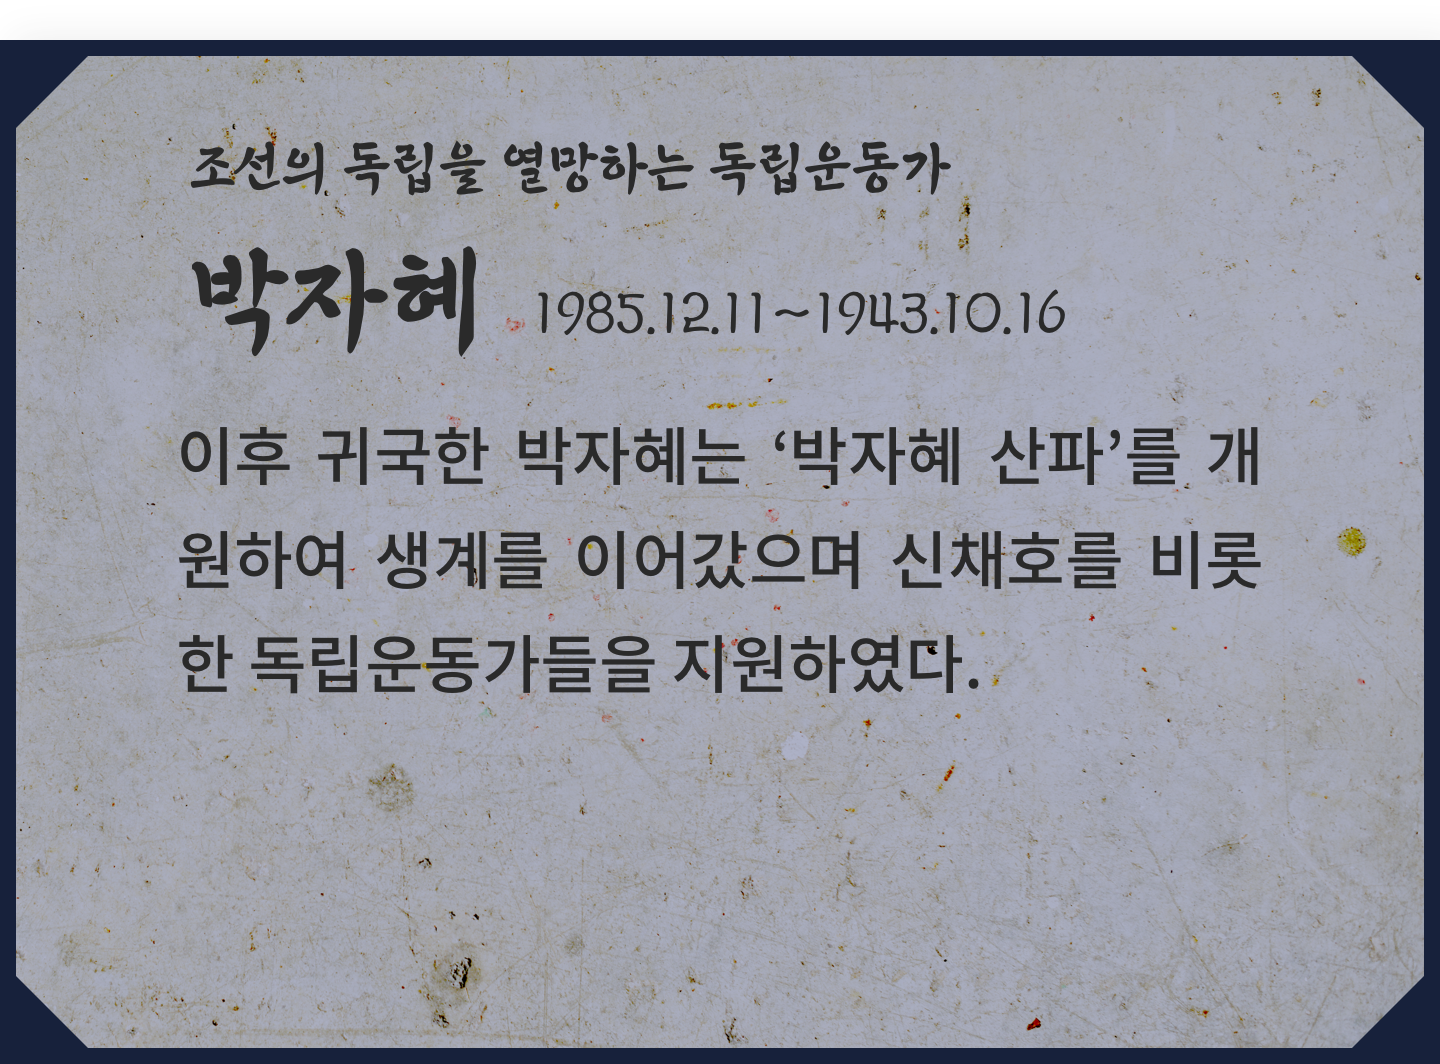 조선의 독립을 열망하는 독립운동가
박자혜 1985.12.11~1943.10.16
이후 귀국한 박자혜는 ‘박자혜 산파’를 개
원하여 생계를 이어갔으며 신채호를 비롯
한 독립운동가들을 지원하였다.